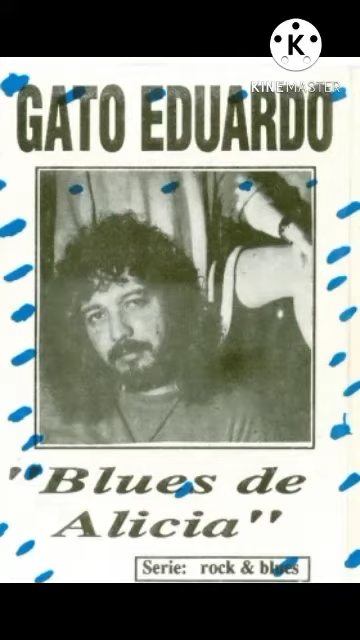 K
KINEMASTER
GATO EDUARDO
"Blues de
Alicia"
Serie: rock & blues